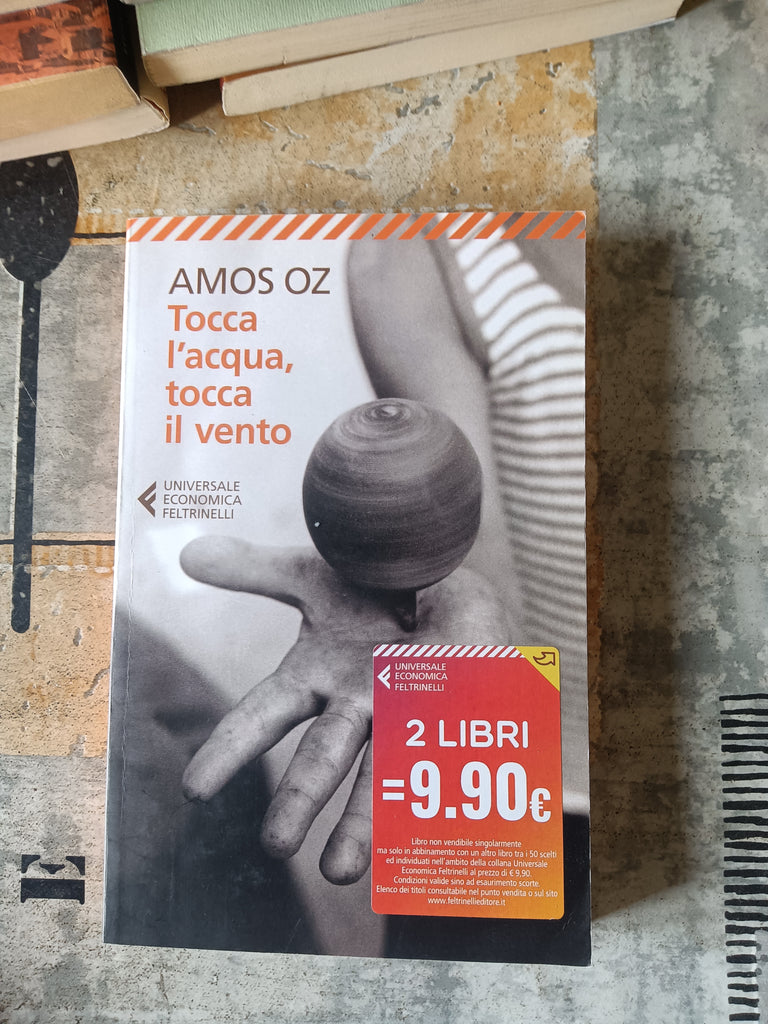 AMOS OZ
Tocca
l'acqua,
tocca
il vento
UNIVERSALE
ECONOMICA
FELTRINELLI
UNIVERSALE
ECONOMICA
FELTRINELLI
2 LIBRI
=9.90€
Libro non vendibile singolarmente
ma solo in abbinamento con un altro libro tra i 50 scelti
ed individuati nell'ambito della collana Universale
Economica Feltrinelli al prezzo di € 9,90.
Condizioni valide sino ad esaurimento scorte.
Elenco dei titoli consultabile nel punto vendita o sul sito
www.feltrinellieditore.it